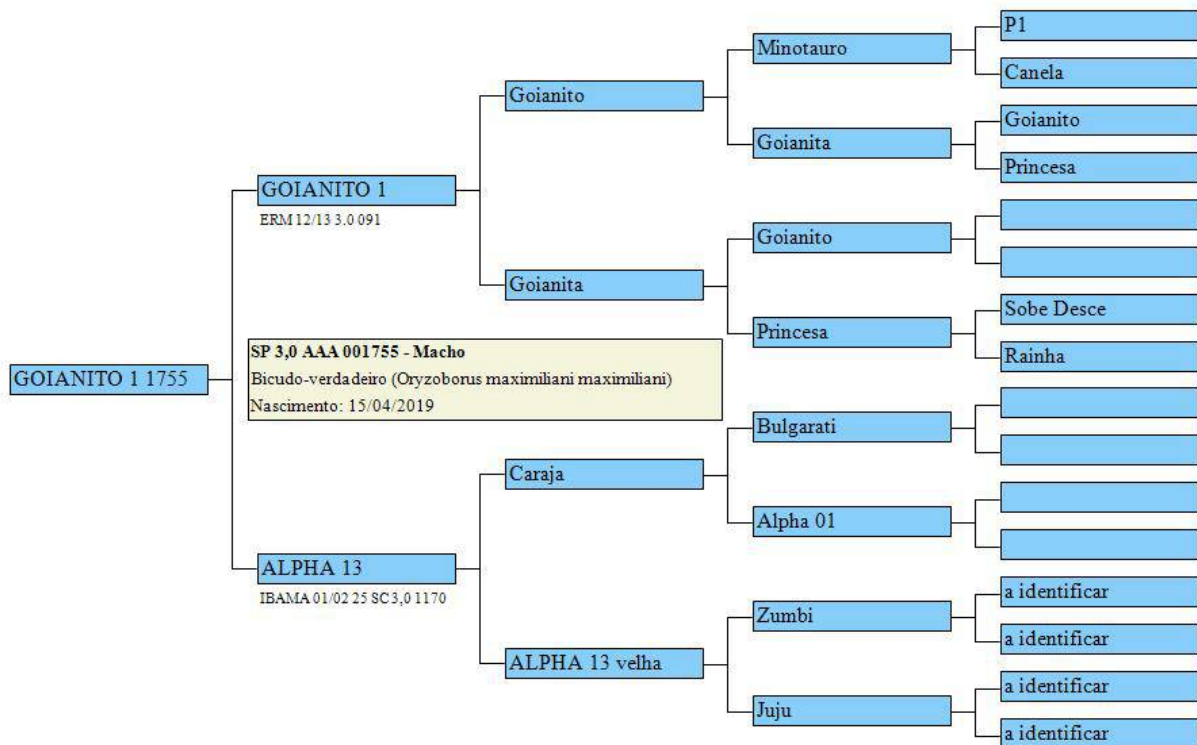 P1
Minotauro
Canela
Goianito
Goianito
Goianita
Princesa
GOIANITO 1
ERM 12/13 3.0 091
Goianito
Goianita
Sobe Desce
Princesa
Rainha
SP 3,0 AAA 001755 - Macho
Bicudo-verdadeiro (Oryzoborus maximiliani maximiliani)
Nascimento: 15/04/2019
GOIANITO 1 1755
Bulgarati
Caraja
Alpha 01
ALPHA 13
IBAMA 01/02 25 SC 3,0 1170
a identificar
Zumbi
a identificar
ALPHA 13 velha
a identificar
Juju
a identificar